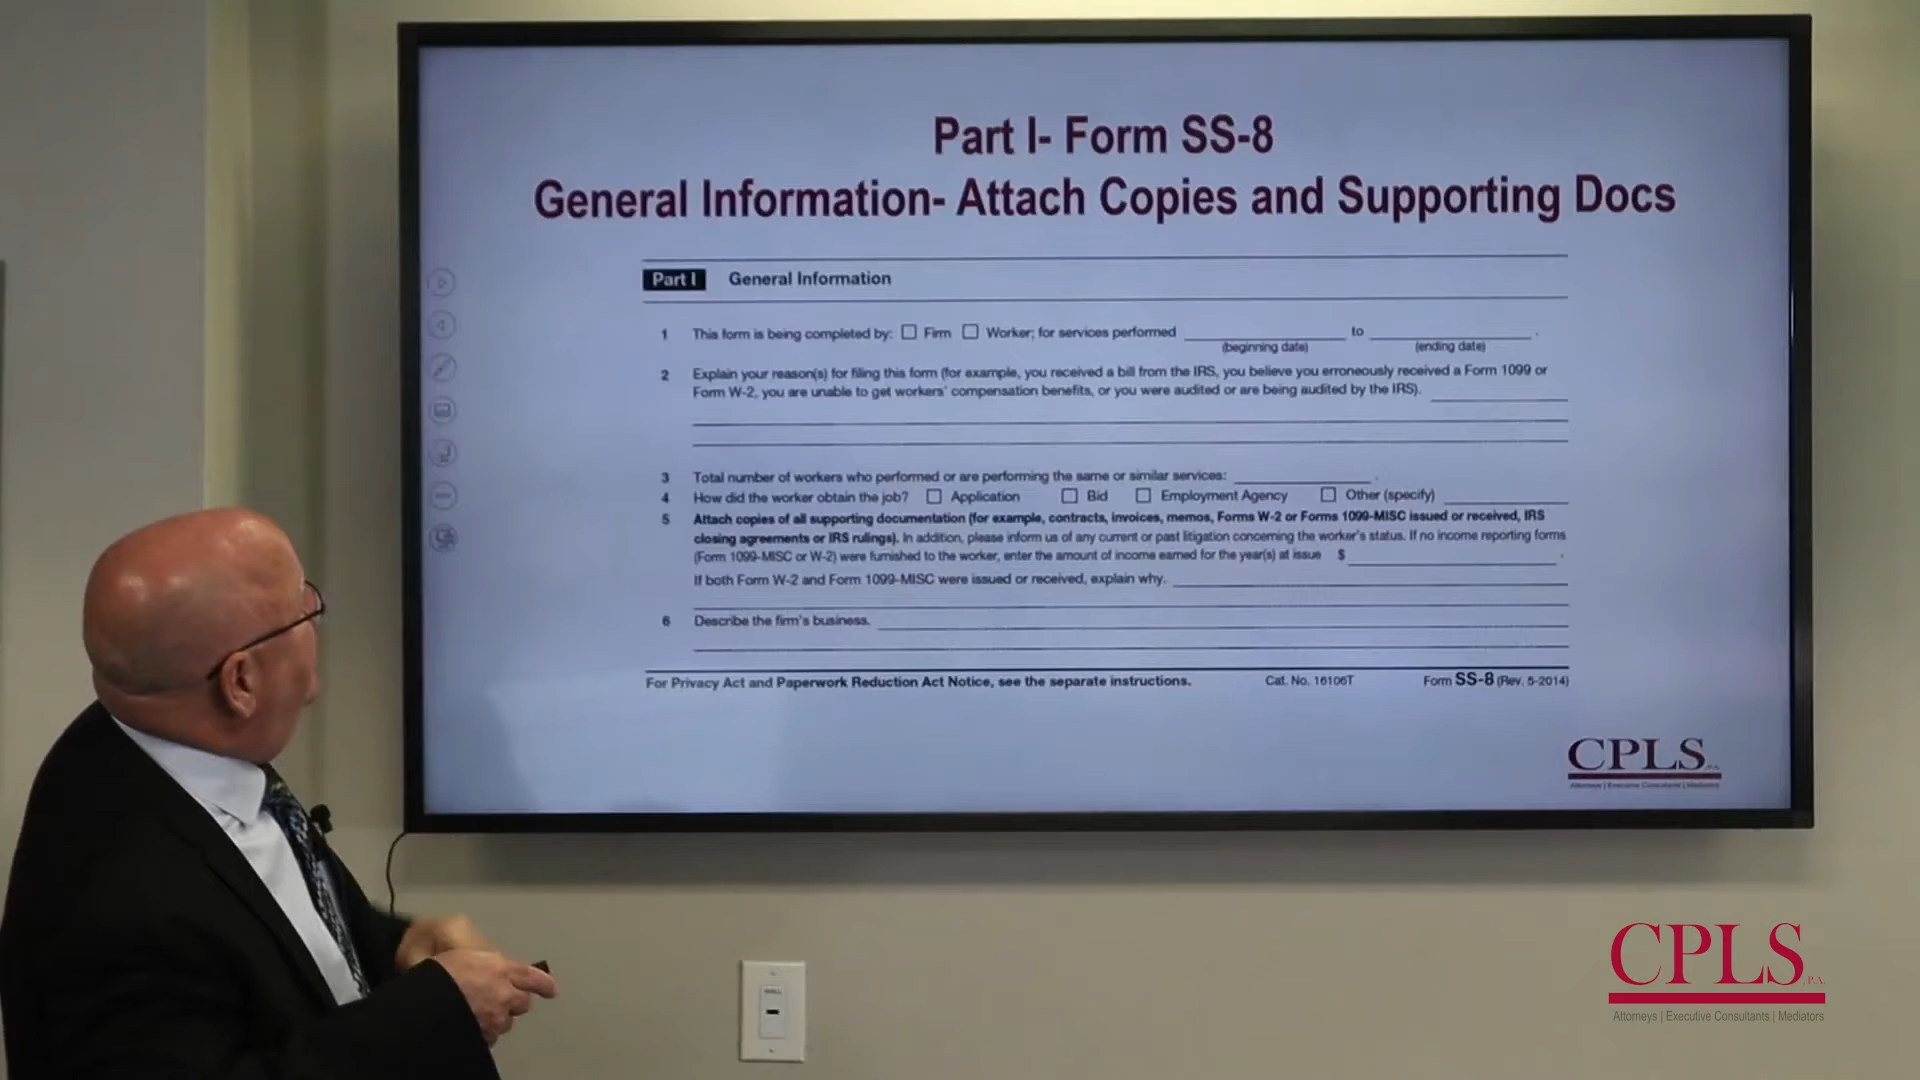 Part I- Form SS-8
General Information- Attach Copies and Supporting Docs
Part I General Information
1 This form is being completed by: Firm Worker; for services performed to .
(beginning date) (ending date)
2 Explain your reason(s) for filing this form (for example, you received a bill from the IRS, you believe you erroneously received a Form 1099 or
Form W-2, you are unable to get workers' compensation benefits, or you were audited or are being audited by the IRS).
3 Total number of workers who performed or are performing the same or similar services: .
4 How did the worker obtain the job? Application Bid Employment Agency Other (specify)
5 Attach copies of all supporting documentation (for example, contracts, invoices, memos, Forms W-2 or Forms 1099-MISC issued or received, IRS
closing agreements or IRS rulings). In addition, please inform us of any current or past litigation concerning the worker's status. If no income reporting forms
(Form 1099-MISC or W-2) were furnished to the worker, enter the amount of income earned for the year(s) at issue $ .
If both Form W-2 and Form 1099-MISC were issued or received, explain why.
6 Describe the firm's business.
For Privacy Act and Paperwork Reduction Act Notice, see the separate instructions. Cat. No. 16106T Form SS-8 (Rev. 5-2014)
CPLS P.A.
Attorneys | Executive Consultants | Mediators
CPLS, P.A.
Attorneys | Executive Consultants | Mediators